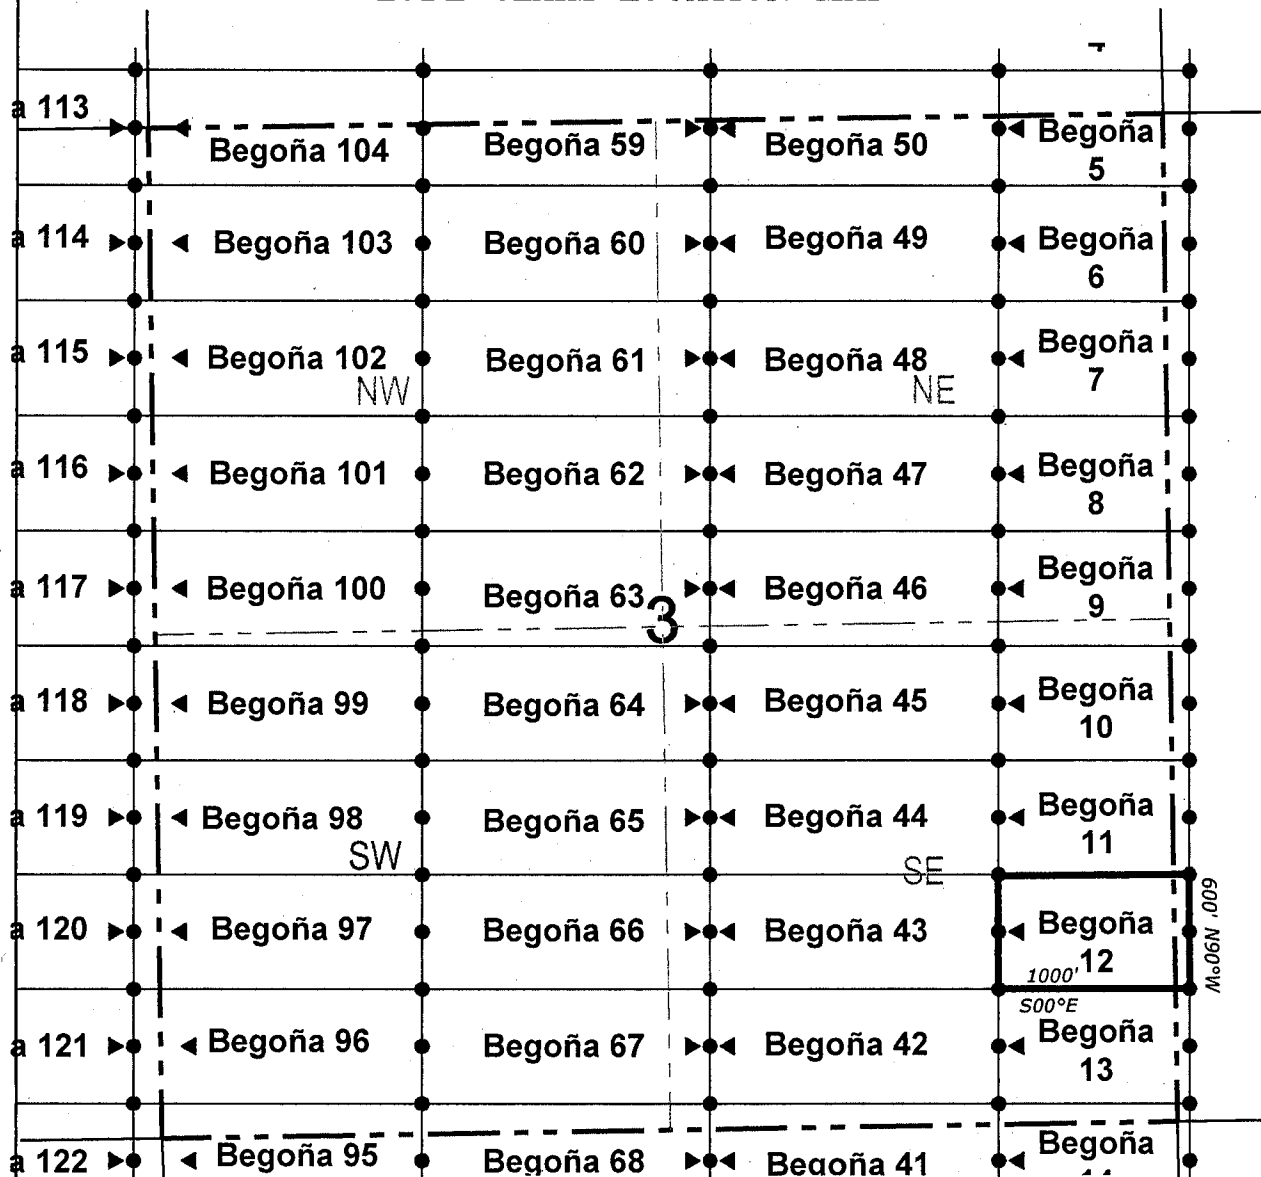 a 113
Begoña 104
Begoña 59
Begoña 50
Begoña
5
a 114
Begoña 103
Begoña 60
Begoña 49
Begoña
6
a 115
Begoña 102
Begoña 61
Begoña 48
Begoña
7
NW
NE
a 116
Begoña 101
Begoña 62
Begoña 47
Begoña
8
a 117
Begoña 100
Begoña 63
Begoña 46
Begoña
9
3
a 118
Begoña 99
Begoña 64
Begoña 45
Begoña
10
a 119
Begoña 98
Begoña 65
Begoña 44
Begoña
11
SW
SE
a 120
Begoña 97
Begoña 66
Begoña 43
Begoña
12
600' N90°W
1000'
S00°E
a 121
Begoña 96
Begoña 67
Begoña 42
Begoña
13
a 122
Begoña 95
Begoña 68
Begoña 41
Begoña